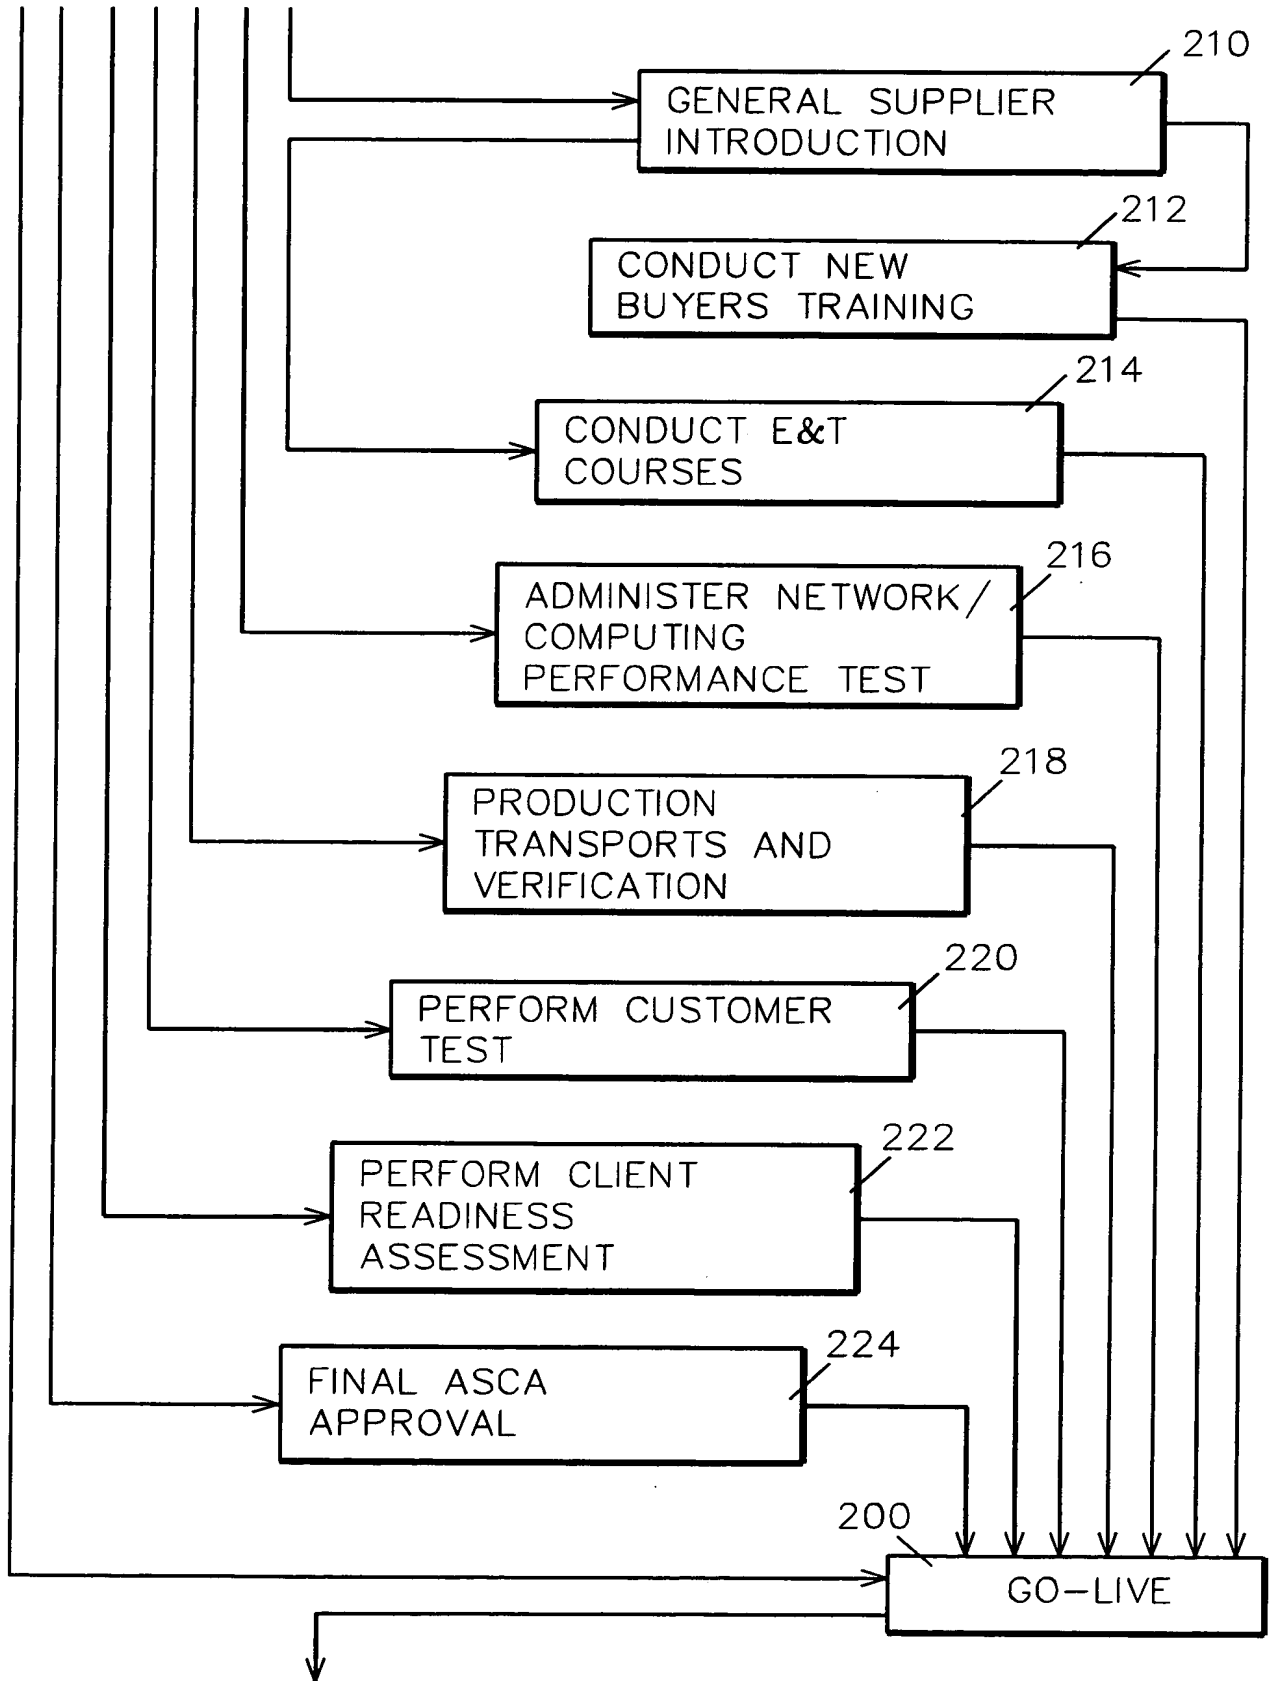 210
GENERAL SUPPLIER
INTRODUCTION
212
CONDUCT NEW
BUYERS TRAINING
214
CONDUCT E&T
COURSES
216
ADMINISTER NETWORK/
COMPUTING
PERFORMANCE TEST
218
PRODUCTION
TRANSPORTS AND
VERIFICATION
220
PERFORM CUSTOMER
TEST
222
PERFORM CLIENT
READINESS
ASSESSMENT
224
FINAL ASCA
APPROVAL
200
GO-LIVE